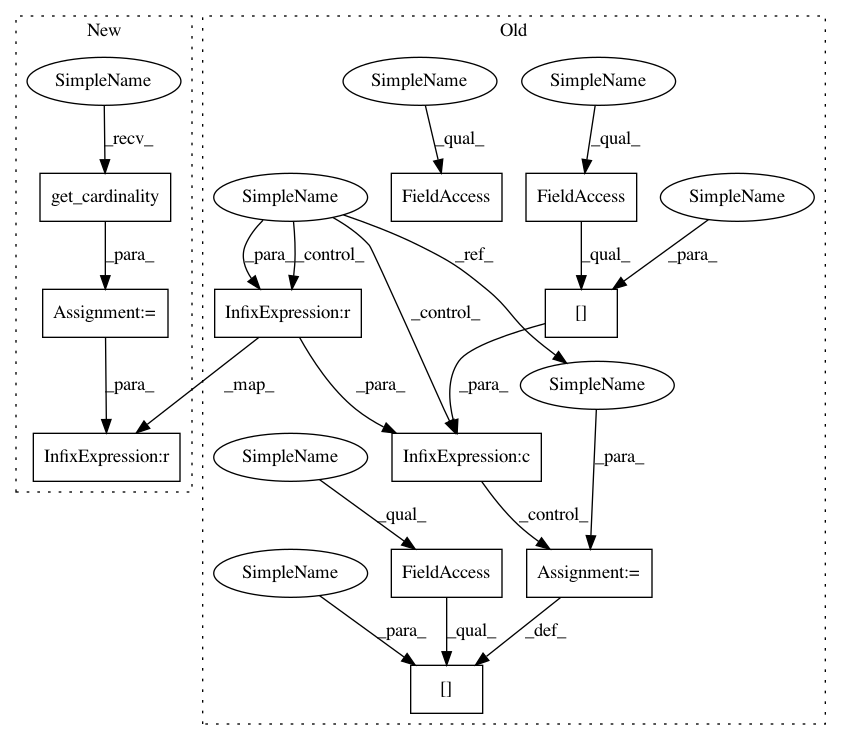 New
Old
SimpleName
SimpleName
SimpleName
_recv_
_qual_
_qual_
get_cardinality
SimpleName
FieldAccess
FieldAccess
SimpleName
_para_
_para_
_control_
_ref_
_qual_
_para_
Assignment:=
InfixExpression:r
_control_
[]
_para_
_map_
_para_
_para_
SimpleName
InfixExpression:r
SimpleName
InfixExpression:c
_para_
_qual_
_control_
SimpleName
FieldAccess
Assignment:=
_para_
_qual_
_def_
[]